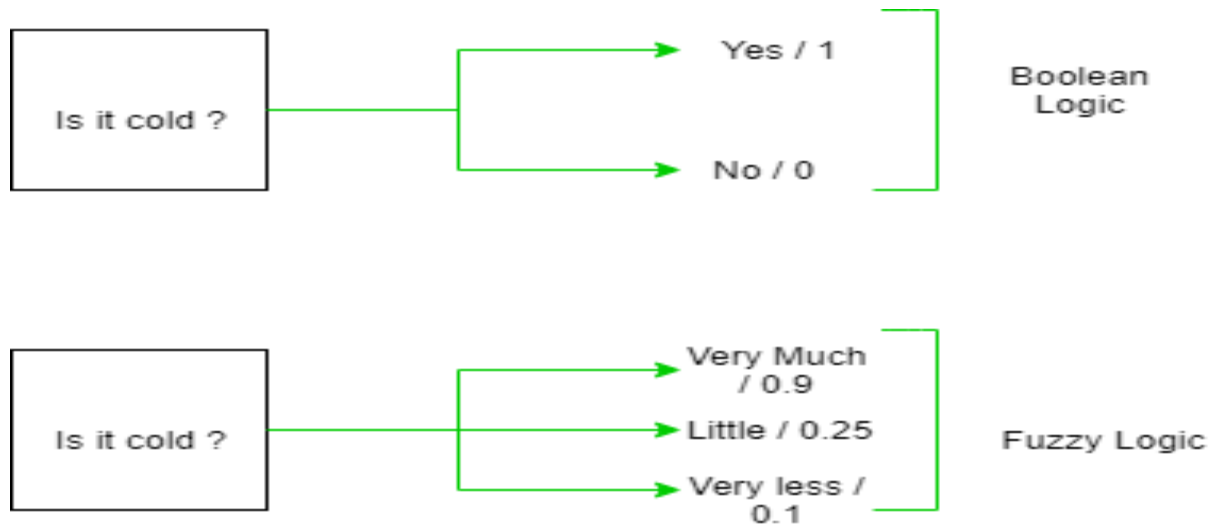 Is it cold ?
Yes / 1
No / 0
Boolean
Logic
Is it cold ?
Very Much
/ 0.9
Little / 0.25
Very less /
0.1
Fuzzy Logic